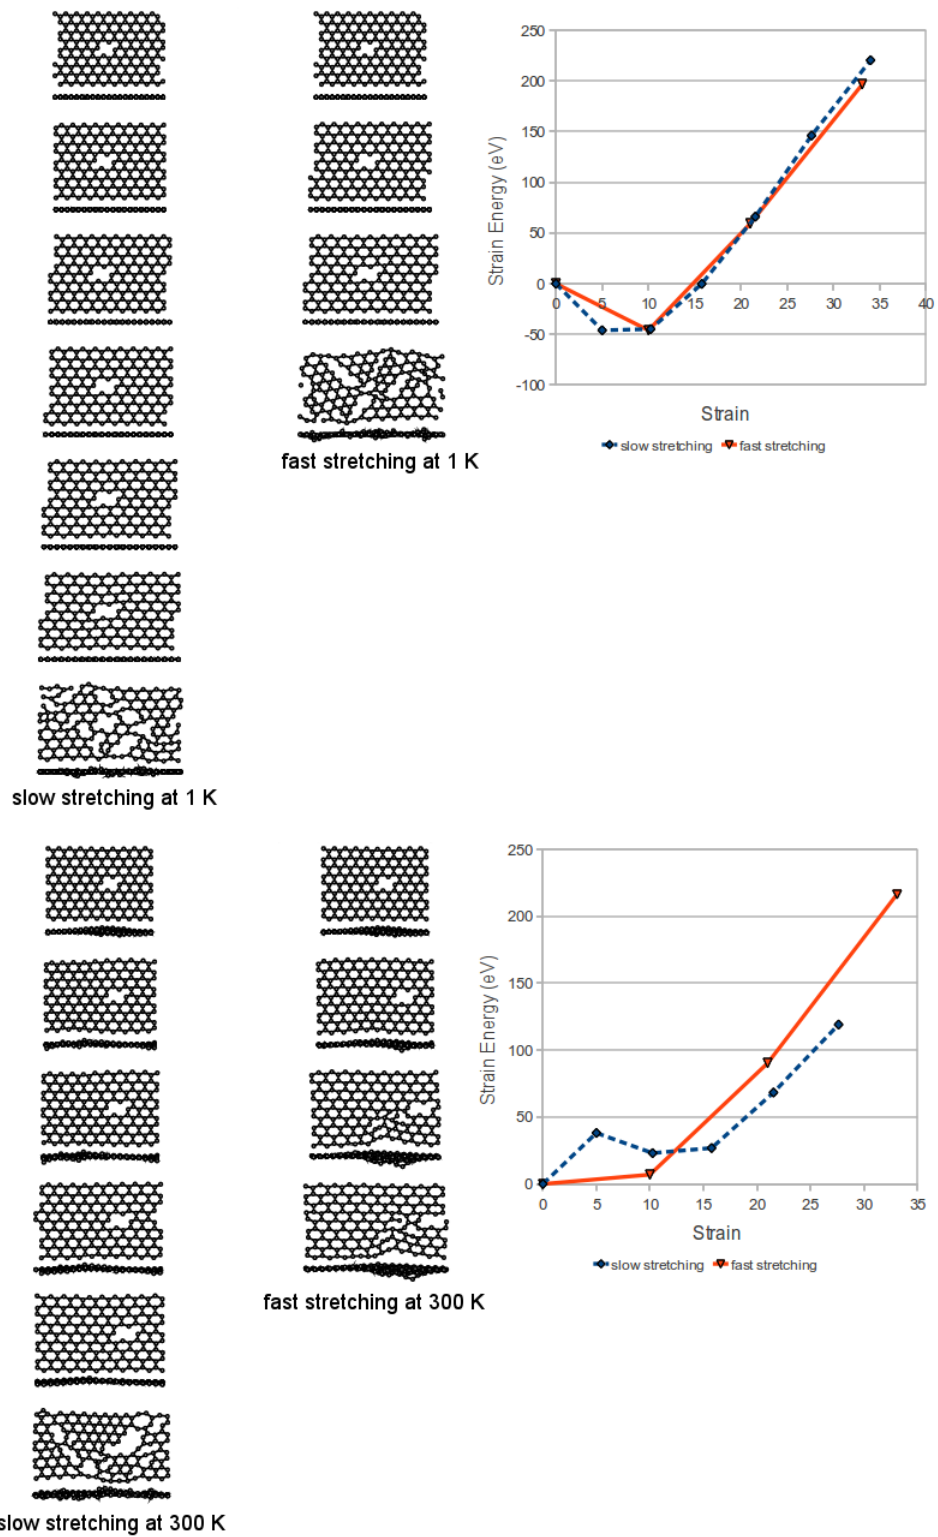 250
200
150
100
50
0
-50
-100
0 5 10 15 20 25 30 35 40
Strain Energy (eV)
Strain
slow stretching fast stretching
fast stretching at 1 K
slow stretching at 1 K
250
200
150
100
50
0
0 5 10 15 20 25 30 35
Strain Energy (eV)
Strain
slow stretching fast stretching
fast stretching at 300 K
slow stretching at 300 K